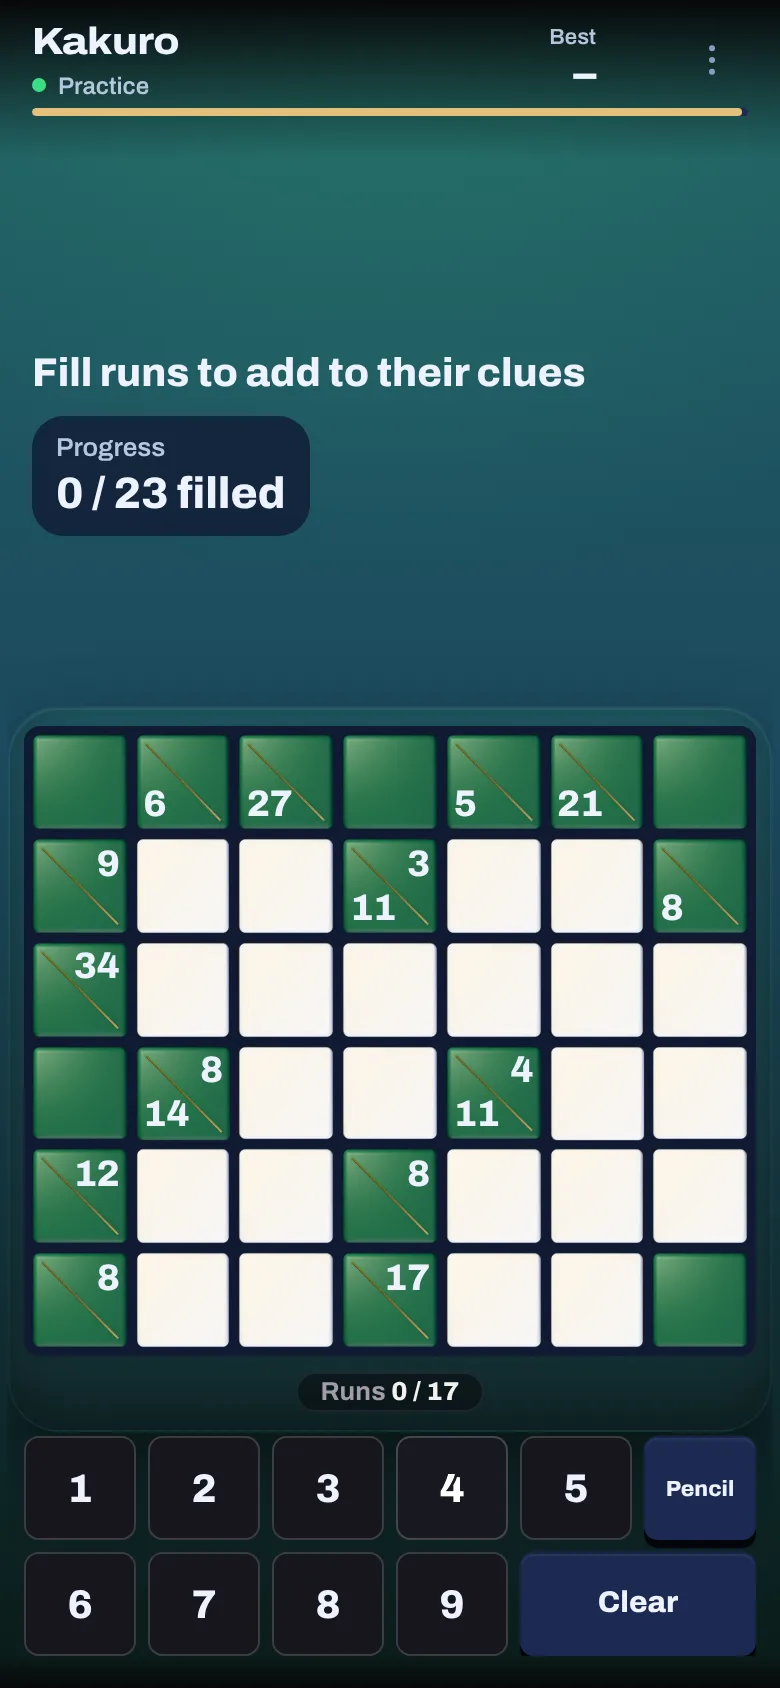 Kakuro
Best
–
Practice
Fill runs to add to their clues
Progress
0 / 23 filled
6 27 5 21
9 3 11 8
34
8 14 4 11
12 8
8 17
Runs 0 / 17
1 2 3 4 5 Pencil
6 7 8 9 Clear